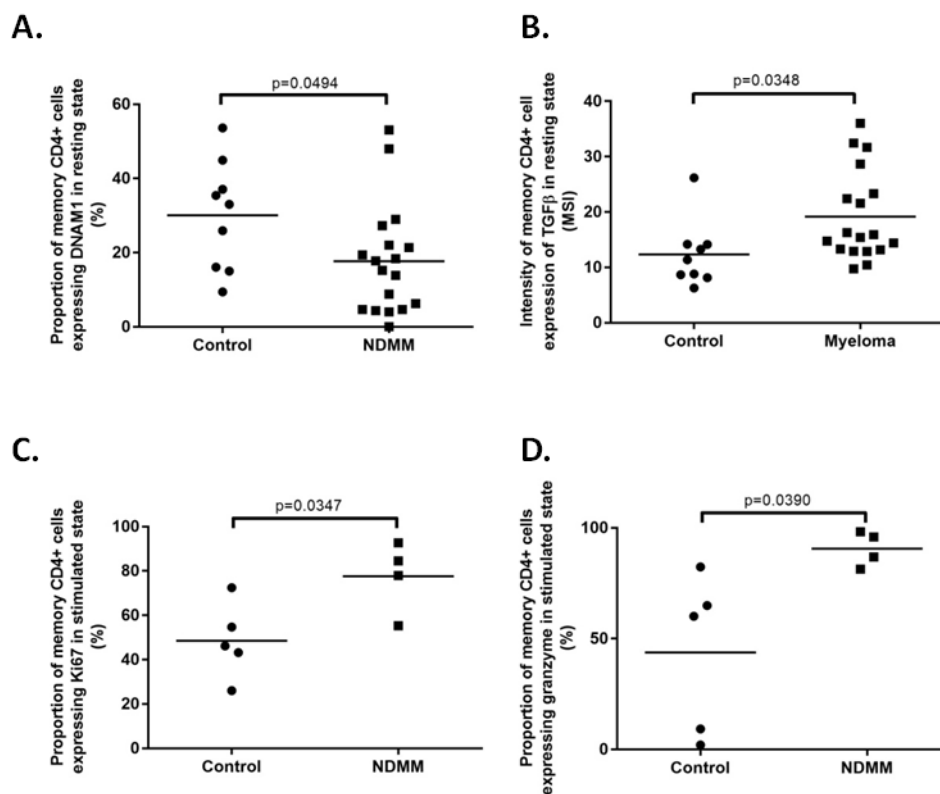 A.
p=0.0494
Proportion of memory CD4+ cells
expressing DNAM1 in resting state
(%)
60
40
20
0
Control
NDMM
B.
p=0.0348
Intensity of memory CD4+ cell
expression of TGFβ in resting state
(MSI)
40
30
20
10
0
Control
Myeloma
C.
p=0.0347
Proportion of memory CD4+ cells
expressing Ki67 in stimulated state
(%)
100
80
60
40
20
0
Control
NDMM
D.
p=0.0390
Proportion of memory CD4+ cells
expressing granzyme in stimulated state
(%)
100
50
0
Control
NDMM